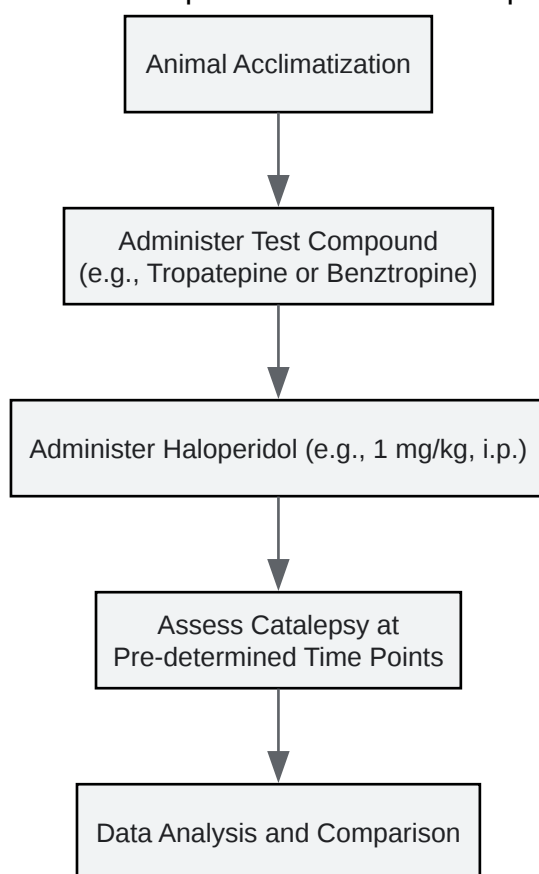 Animal Acclimatization
Administer Test Compound
(e.g., Tropatepine or Benztropine)
Administer Haloperidol (e.g., 1 mg/kg, i.p.)
Assess Catalepsy at
Pre-determined Time Points
Data Analysis and Comparison